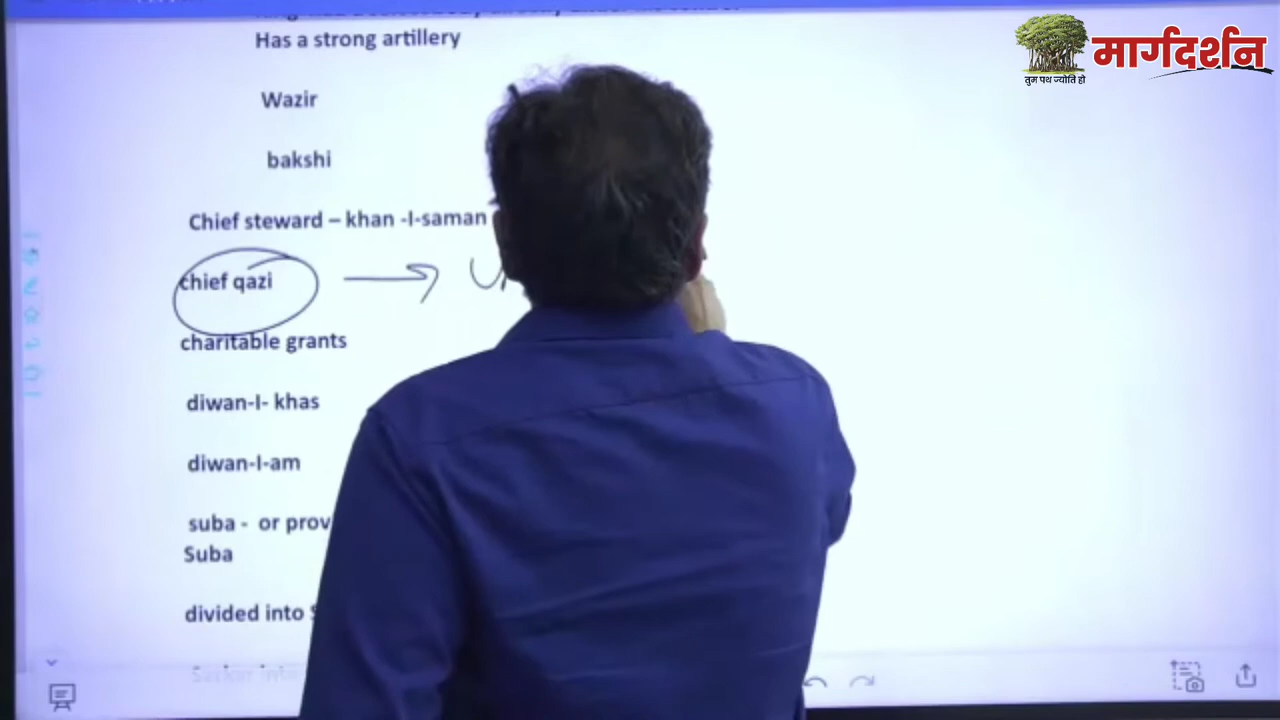 मार्गदर्शन
तुम पथ ज्योति हो
Has a strong artillery
Wazir
bakshi
Chief steward – khan -I-saman
chief qazi
charitable grants
diwan-I- khas
diwan-I-am
suba - or prov
Suba
divided into